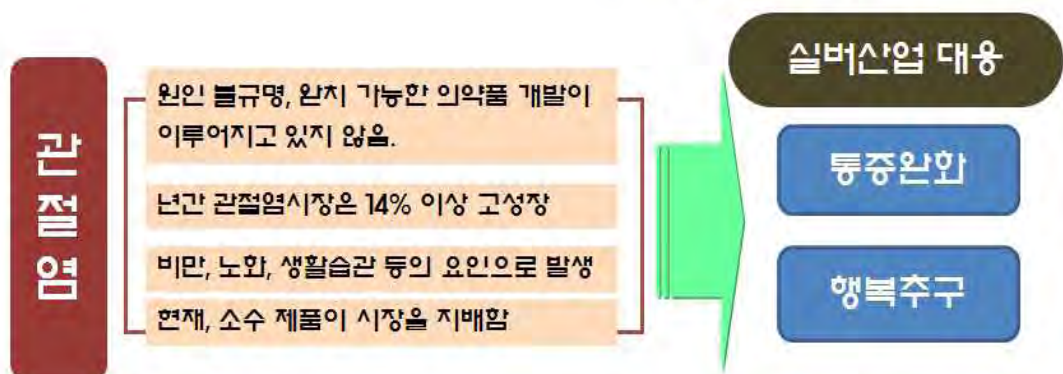 관절염
원인 불규명, 완치 가능한 의약품 개발이
이루어지고 있지 않음.
년간 관절염시장은 14% 이상 고성장
비만, 노화, 생활습관 등의 요인으로 발생
현재, 소수 제품이 시장을 지배함
실버산업 대응
통증완화
행복추구